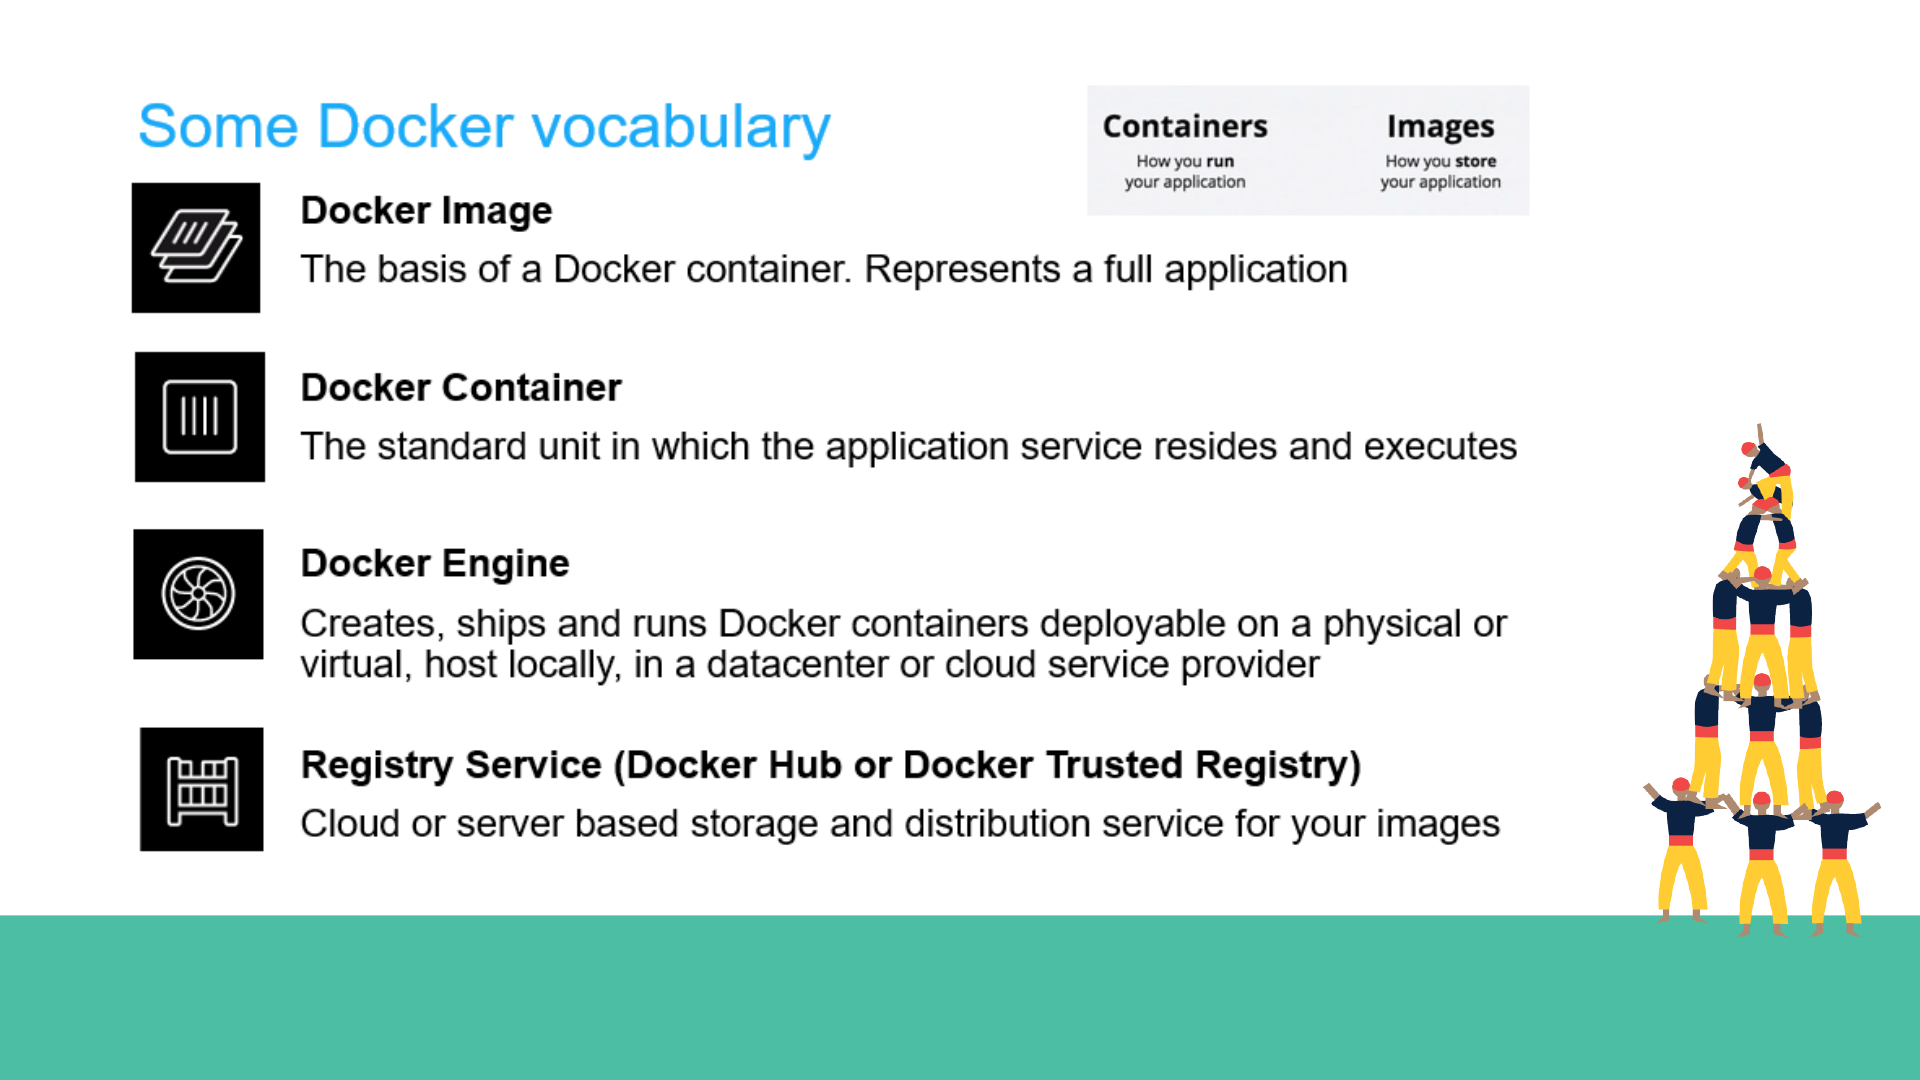 Some Docker vocabulary
Containers
How you run
your application
Images
How you store
your application
Docker Image
The basis of a Docker container. Represents a full application
Docker Container
The standard unit in which the application service resides and executes
Docker Engine
Creates, ships and runs Docker containers deployable on a physical or
virtual, host locally, in a datacenter or cloud service provider
Registry Service (Docker Hub or Docker Trusted Registry)
Cloud or server based storage and distribution service for your images